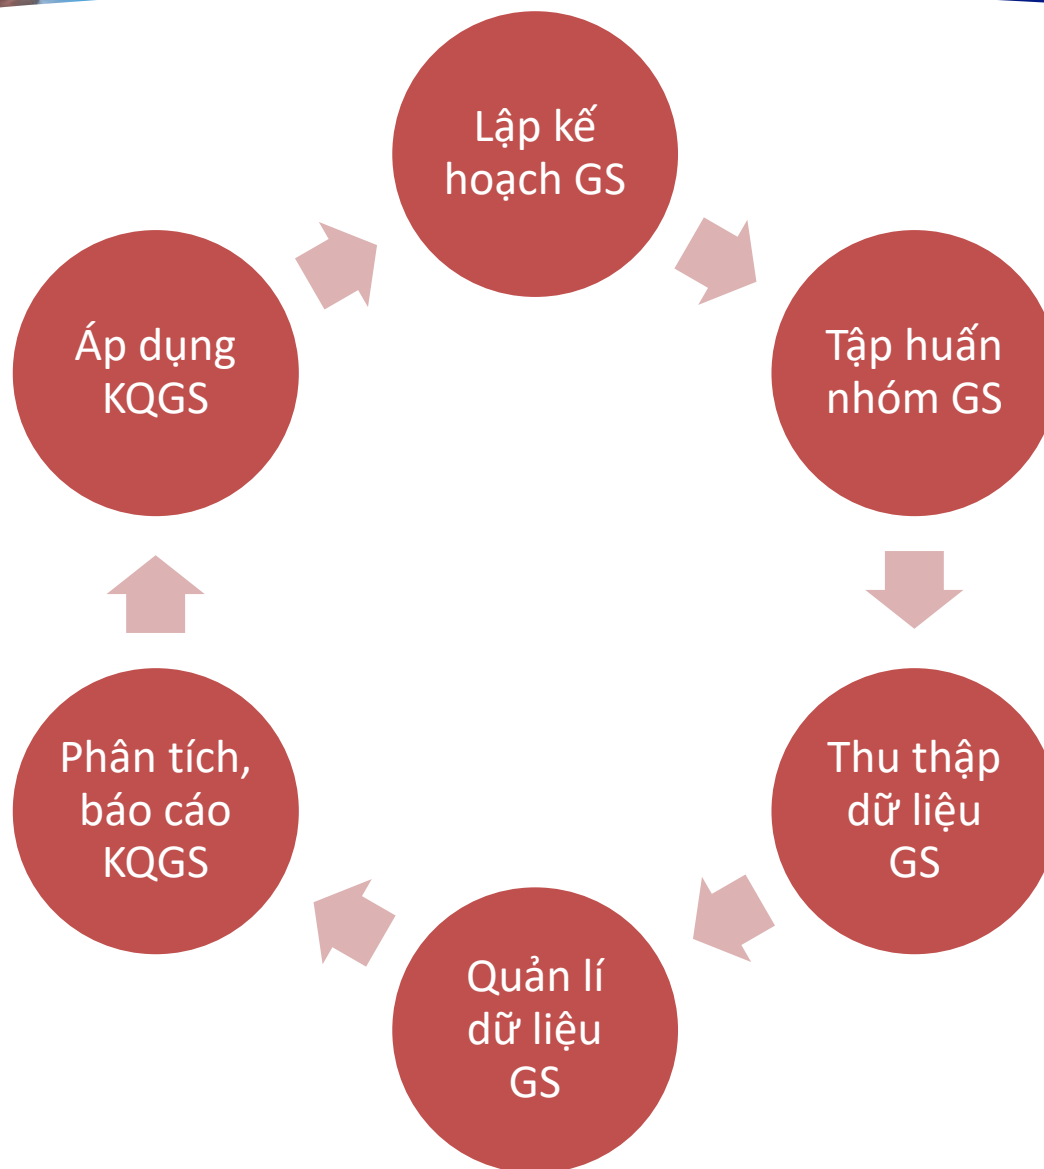 Lập kế
hoạch GS
Tập huấn
nhóm GS
Thu thập
dữ liệu
GS
Quản lí
dữ liệu
GS
Phân tích,
báo cáo
KQGS
Áp dụng
KQGS